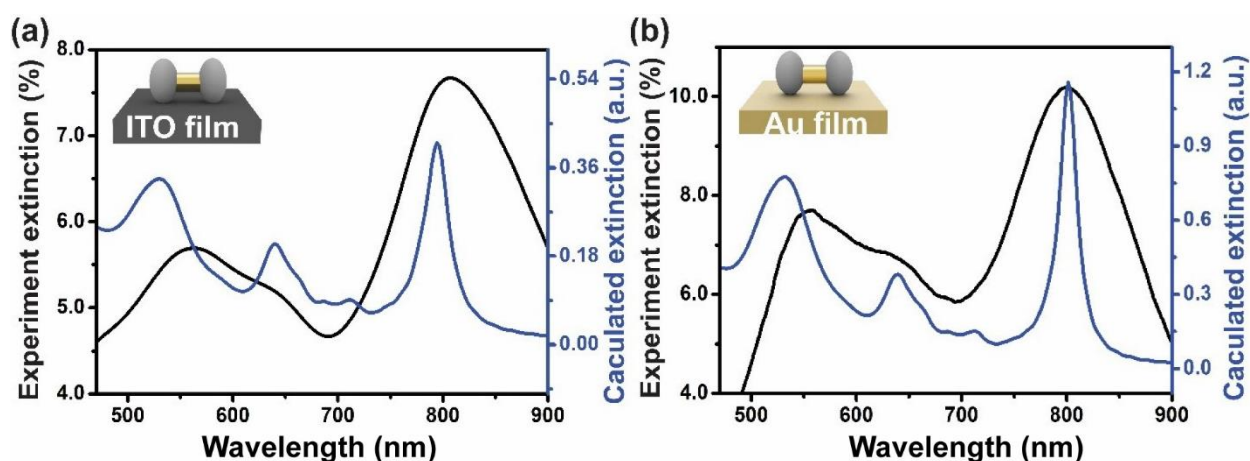 (a)
8.0
7.0
6.0
5.0
4.0
Experiment extinction (%)
ITO film
0.54
0.36
0.18
0.00
Caculated extinction (a.u.)
500 600 700 800 900
Wavelength (nm)
(b)
10.0
8.0
6.0
4.0
Experiment extinction (%)
Au film
1.2
0.9
0.6
0.3
0.0
Caculated extinction (a.u.)
500 600 700 800 900
Wavelength (nm)